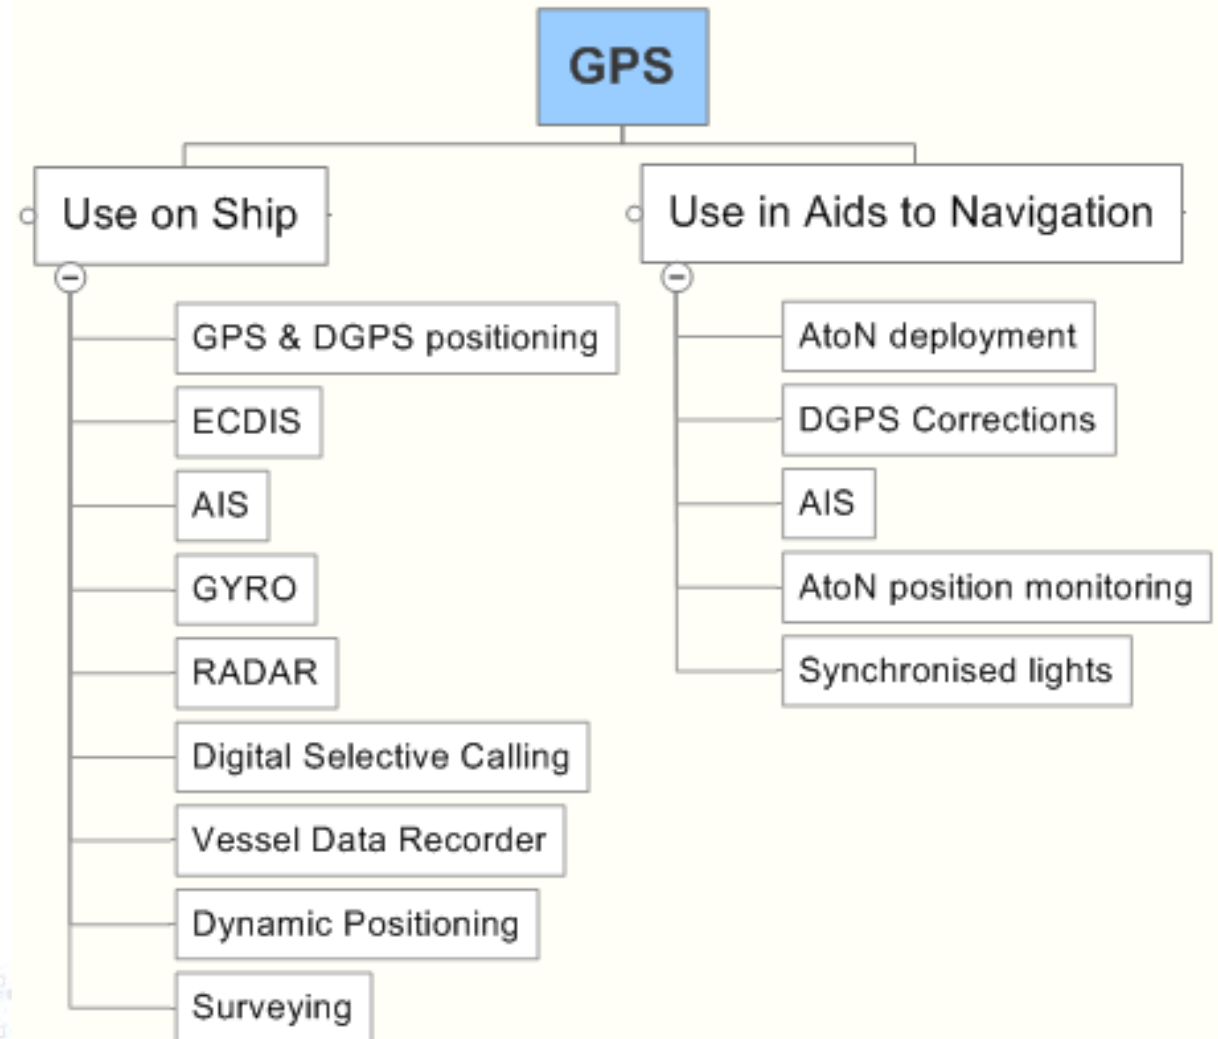 GPS
Use on Ship
GPS & DGPS positioning
ECDIS
AIS
GYRO
RADAR
Digital Selective Calling
Vessel Data Recorder
Dynamic Positioning
Surveying
Use in Aids to Navigation
AtoN deployment
DGPS Corrections
AIS
AtoN position monitoring
Synchronised lights